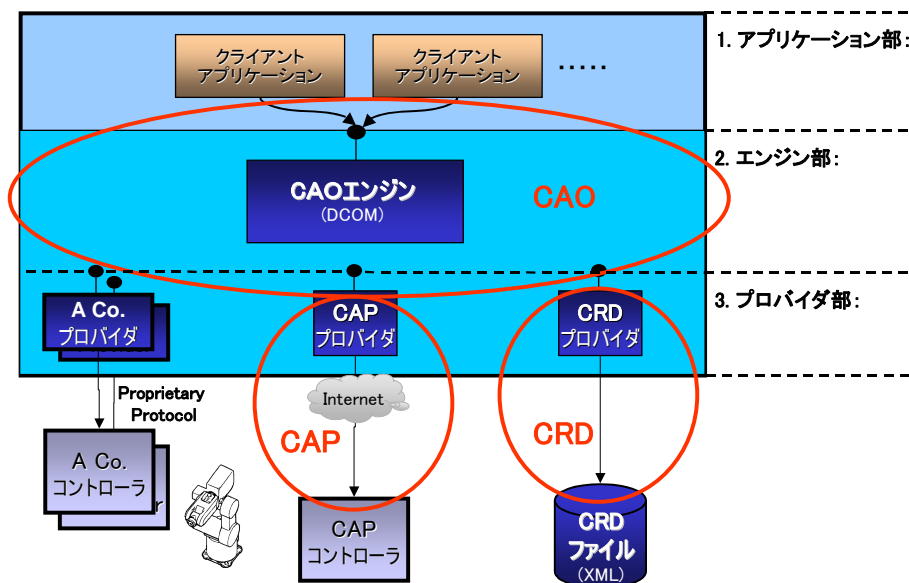 1. アプリケーション部:
クライアント
アプリケーション
クライアント
アプリケーション
.....
2. エンジン部:
CAOエンジン
(DCOM)
CAO
3. プロバイダ部:
A Co.
プロバイダ
CAP
プロバイダ
CRD
プロバイダ
Proprietary
Protocol
Internet
CAP
CRD
A Co.
コントローラ
CAP
コントローラ
CRD
ファイル
(XML)